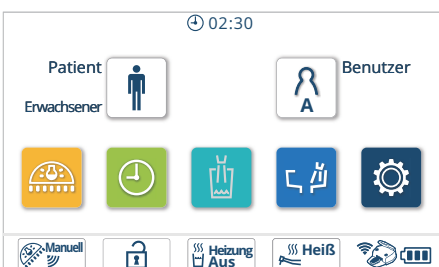 02:30
Patient
Benutzer
Erwachsener
A
Manuell
Heizung
Aus
Heiß